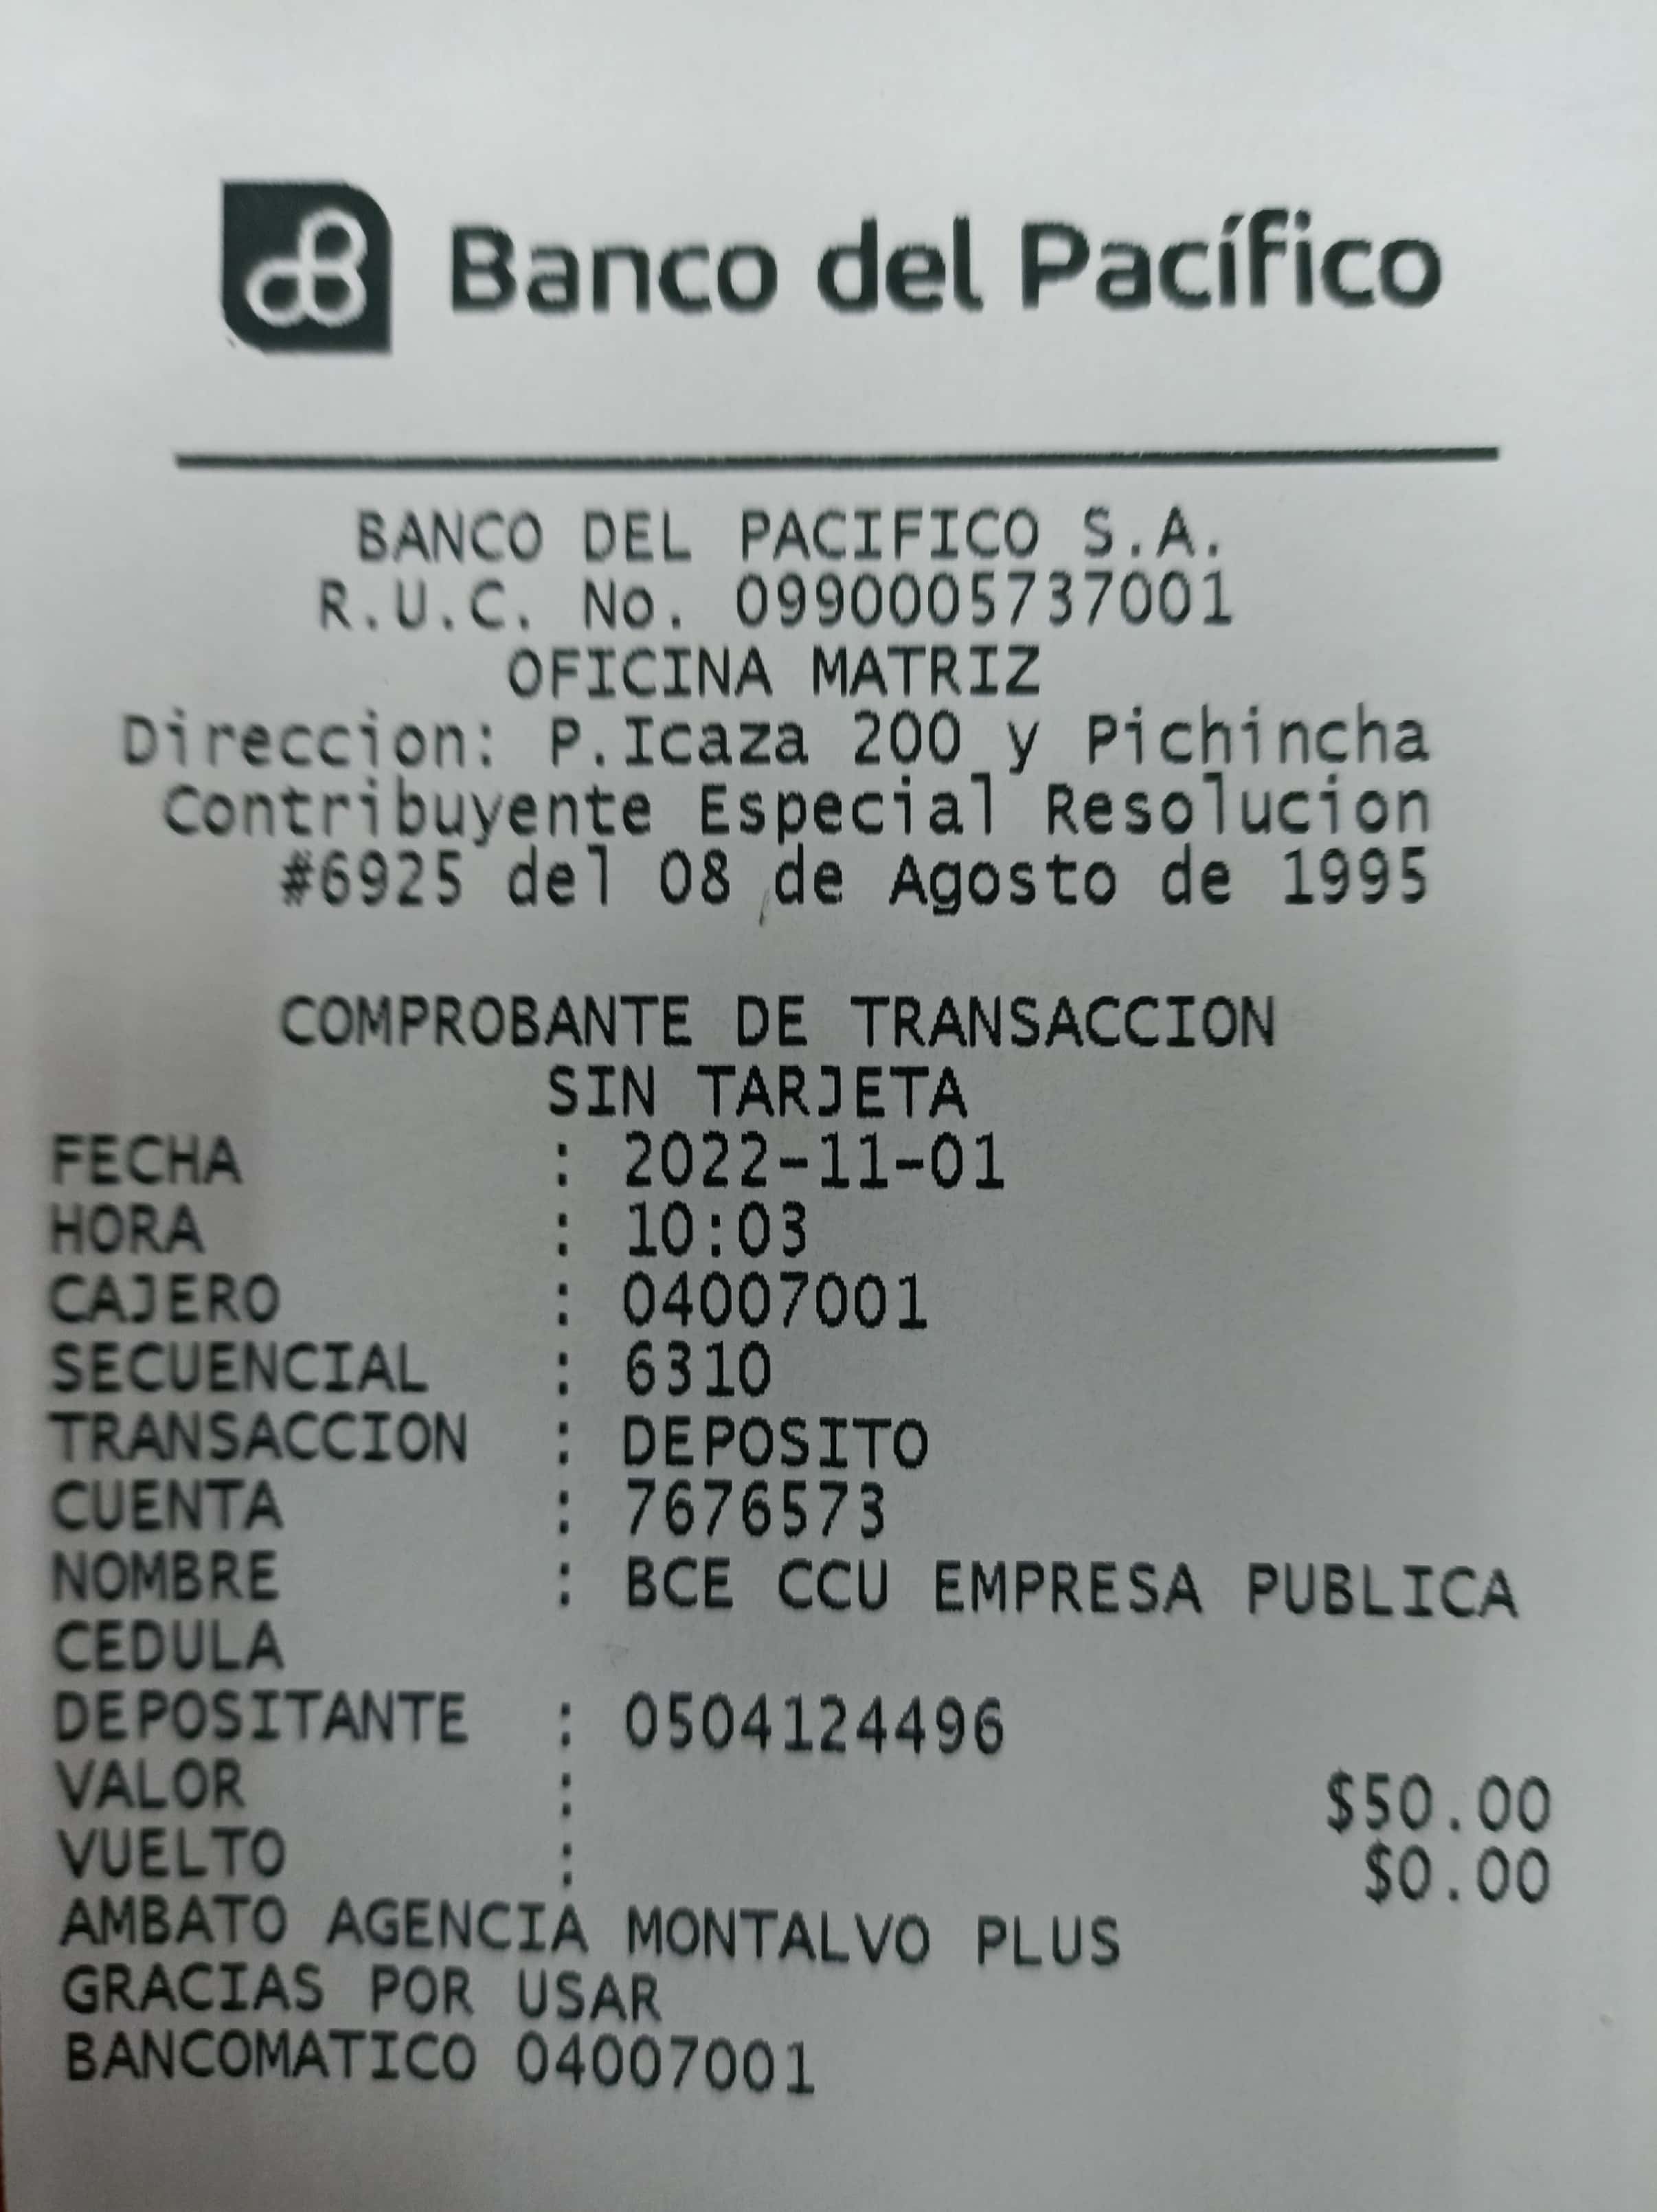 Banco del Pacífico
BANCO DEL PACIFICO S.A.
R.U.C. No. 0990005737001
OFICINA MATRIZ
Direccion: P.Icaza 200 y Pichincha
Contribuyente Especial Resolucion
#6925 del 08 de Agosto de 1995
COMPROBANTE DE TRANSACCION
SIN TARJETA
FECHA : 2022-11-01
HORA : 10:03
CAJERO : 04007001
SECUENCIAL : 6310
TRANSACCION : DEPOSITO
CUENTA : 7676573
NOMBRE : BCE CCU EMPRESA PUBLICA
CEDULA
DEPOSITANTE : 0504124496
VALOR : $50.00
VUELTO : $0.00
AMBATO AGENCIA MONTALVO PLUS
GRACIAS POR USAR
BANCOMATICO 04007001